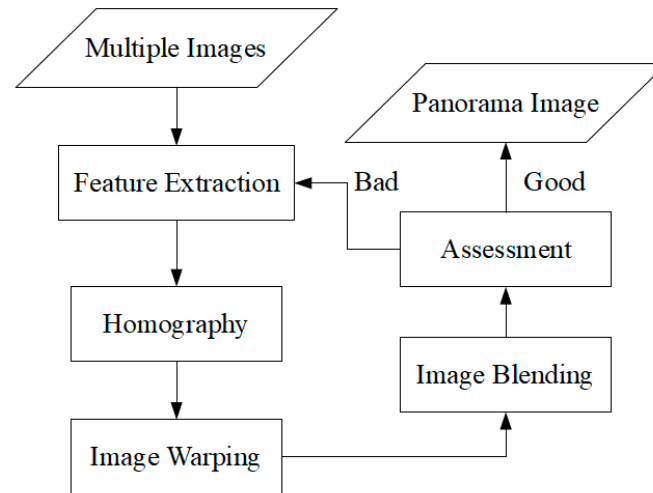 Multiple Images
Panorama Image
Feature Extraction
Bad
Good
Assessment
Homography
Image Blending
Image Warping